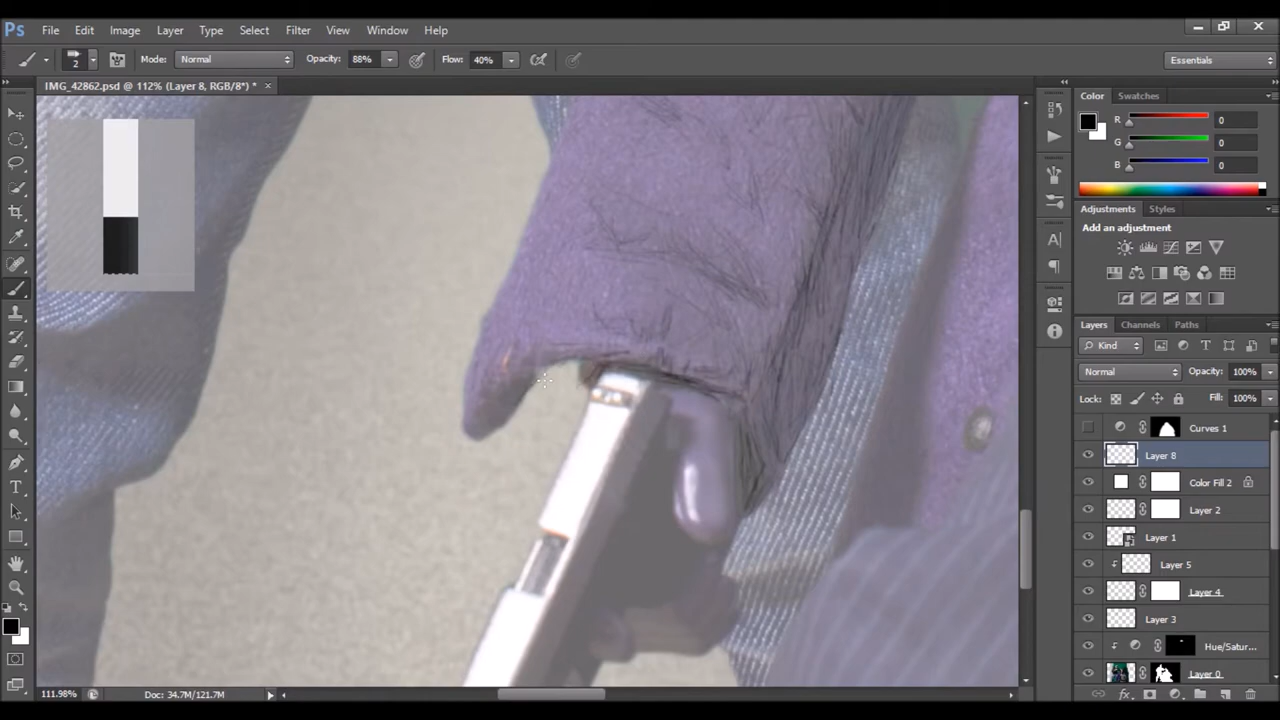 Ps File Edit Image Layer Type Select Filter View Window Help
2 Mode: Normal Opacity: 88% Flow: 40% Essentials
IMG_42862.psd @ 112% (Layer 8, RGB/8*) * ×
Color Swatches
R 0
G 0
B 0
Adjustments Styles
Add an adjustment
Layers Channels Paths
Kind
Normal Opacity: 100%
Lock: Fill: 100%
Curves 1
Layer 8
Color Fill 2
Layer 2
Layer 1
Layer 5
Layer 4
Layer 3
Hue/Satur...
Layer 0
111.98% Doc: 34.7M/121.7M